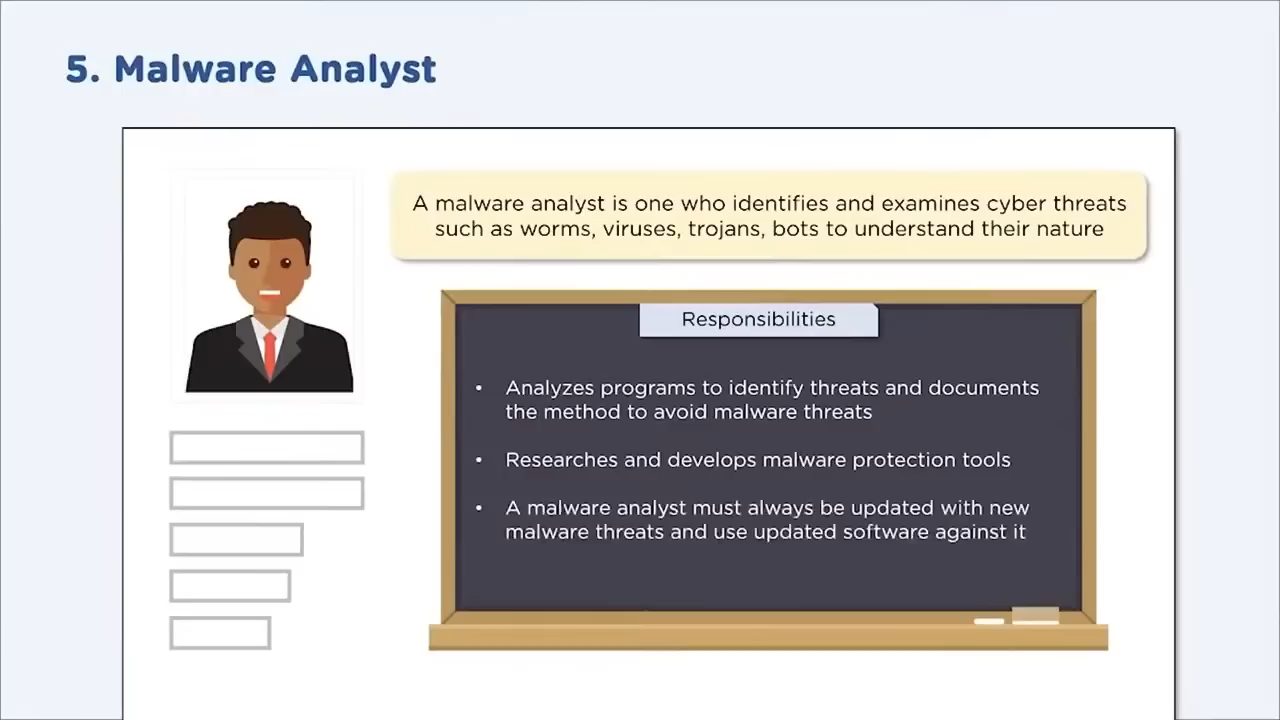 5. Malware Analyst
A malware analyst is one who identifies and examines cyber threats
such as worms, viruses, trojans, bots to understand their nature
Responsibilities
• Analyzes programs to identify threats and documents
the method to avoid malware threats
• Researches and develops malware protection tools
• A malware analyst must always be updated with new
malware threats and use updated software against it